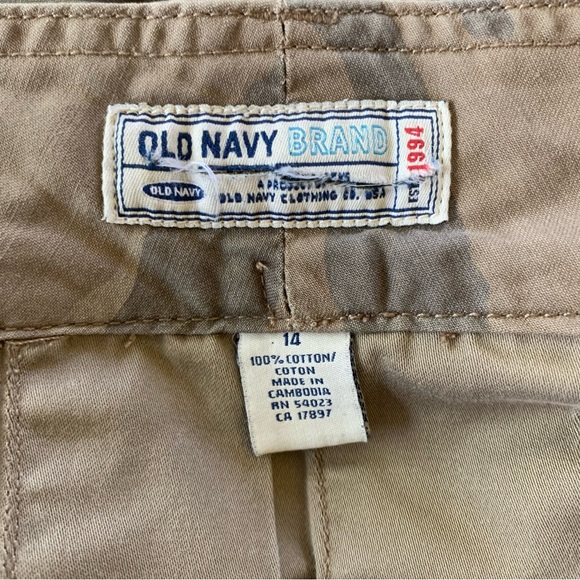 OLD NAVY BRAND
EST 1994
OLD NAVY
A PRODUCT OF THE
OLD NAVY CLOTHING CO. USA
14
100% COTTON/
COTON
MADE IN
CAMBODIA
RN 54023
CA 17897